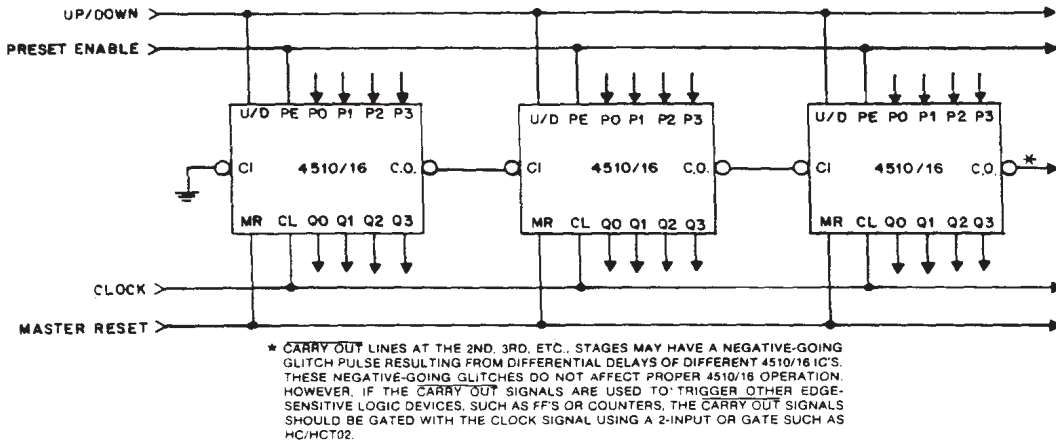 UP/DOWN
PRESET ENABLE
U/D PE P0 P1 P2 P3
U/D PE P0 P1 P2 P3
U/D PE P0 P1 P2 P3
CI 4510/16 C.O.
CI 4510/16 C.O.
CI 4510/16 C.O. *
MR CL Q0 Q1 Q2 Q3
MR CL Q0 Q1 Q2 Q3
MR CL Q0 Q1 Q2 Q3
CLOCK
MASTER RESET
* CARRY OUT LINES AT THE 2ND, 3RD, ETC., STAGES MAY HAVE A NEGATIVE-GOING
GLITCH PULSE RESULTING FROM DIFFERENTIAL DELAYS OF DIFFERENT 4510/16 IC'S.
THESE NEGATIVE-GOING GLITCHES DO NOT AFFECT PROPER 4510/16 OPERATION.
HOWEVER, IF THE CARRY OUT SIGNALS ARE USED TO TRIGGER OTHER EDGE-
SENSITIVE LOGIC DEVICES, SUCH AS FF'S OR COUNTERS, THE CARRY OUT SIGNALS
SHOULD BE GATED WITH THE CLOCK SIGNAL USING A 2-INPUT OR GATE SUCH AS
HC/HCT02.